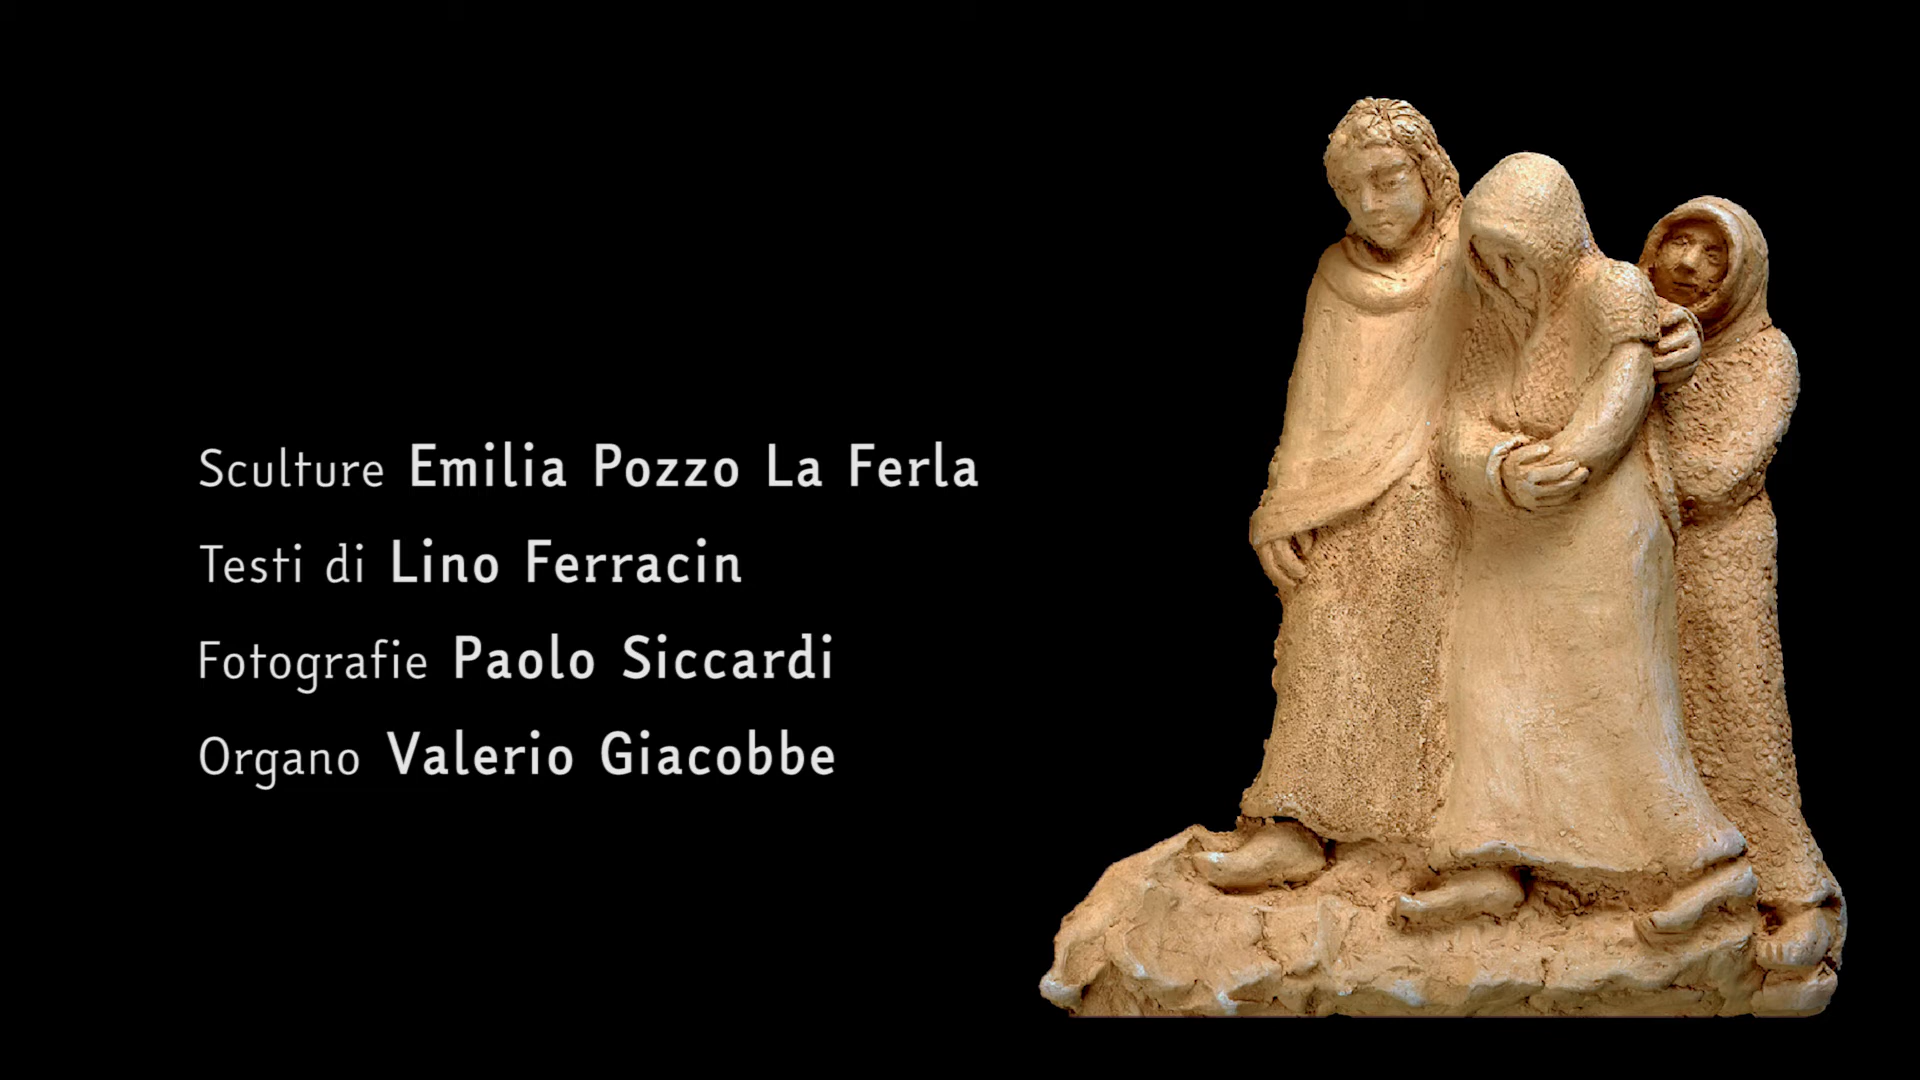 Sculture Emilia Pozzo La Ferla
Testi di Lino Ferracin
Fotografie Paolo Siccardi
Organo Valerio Giacobbe